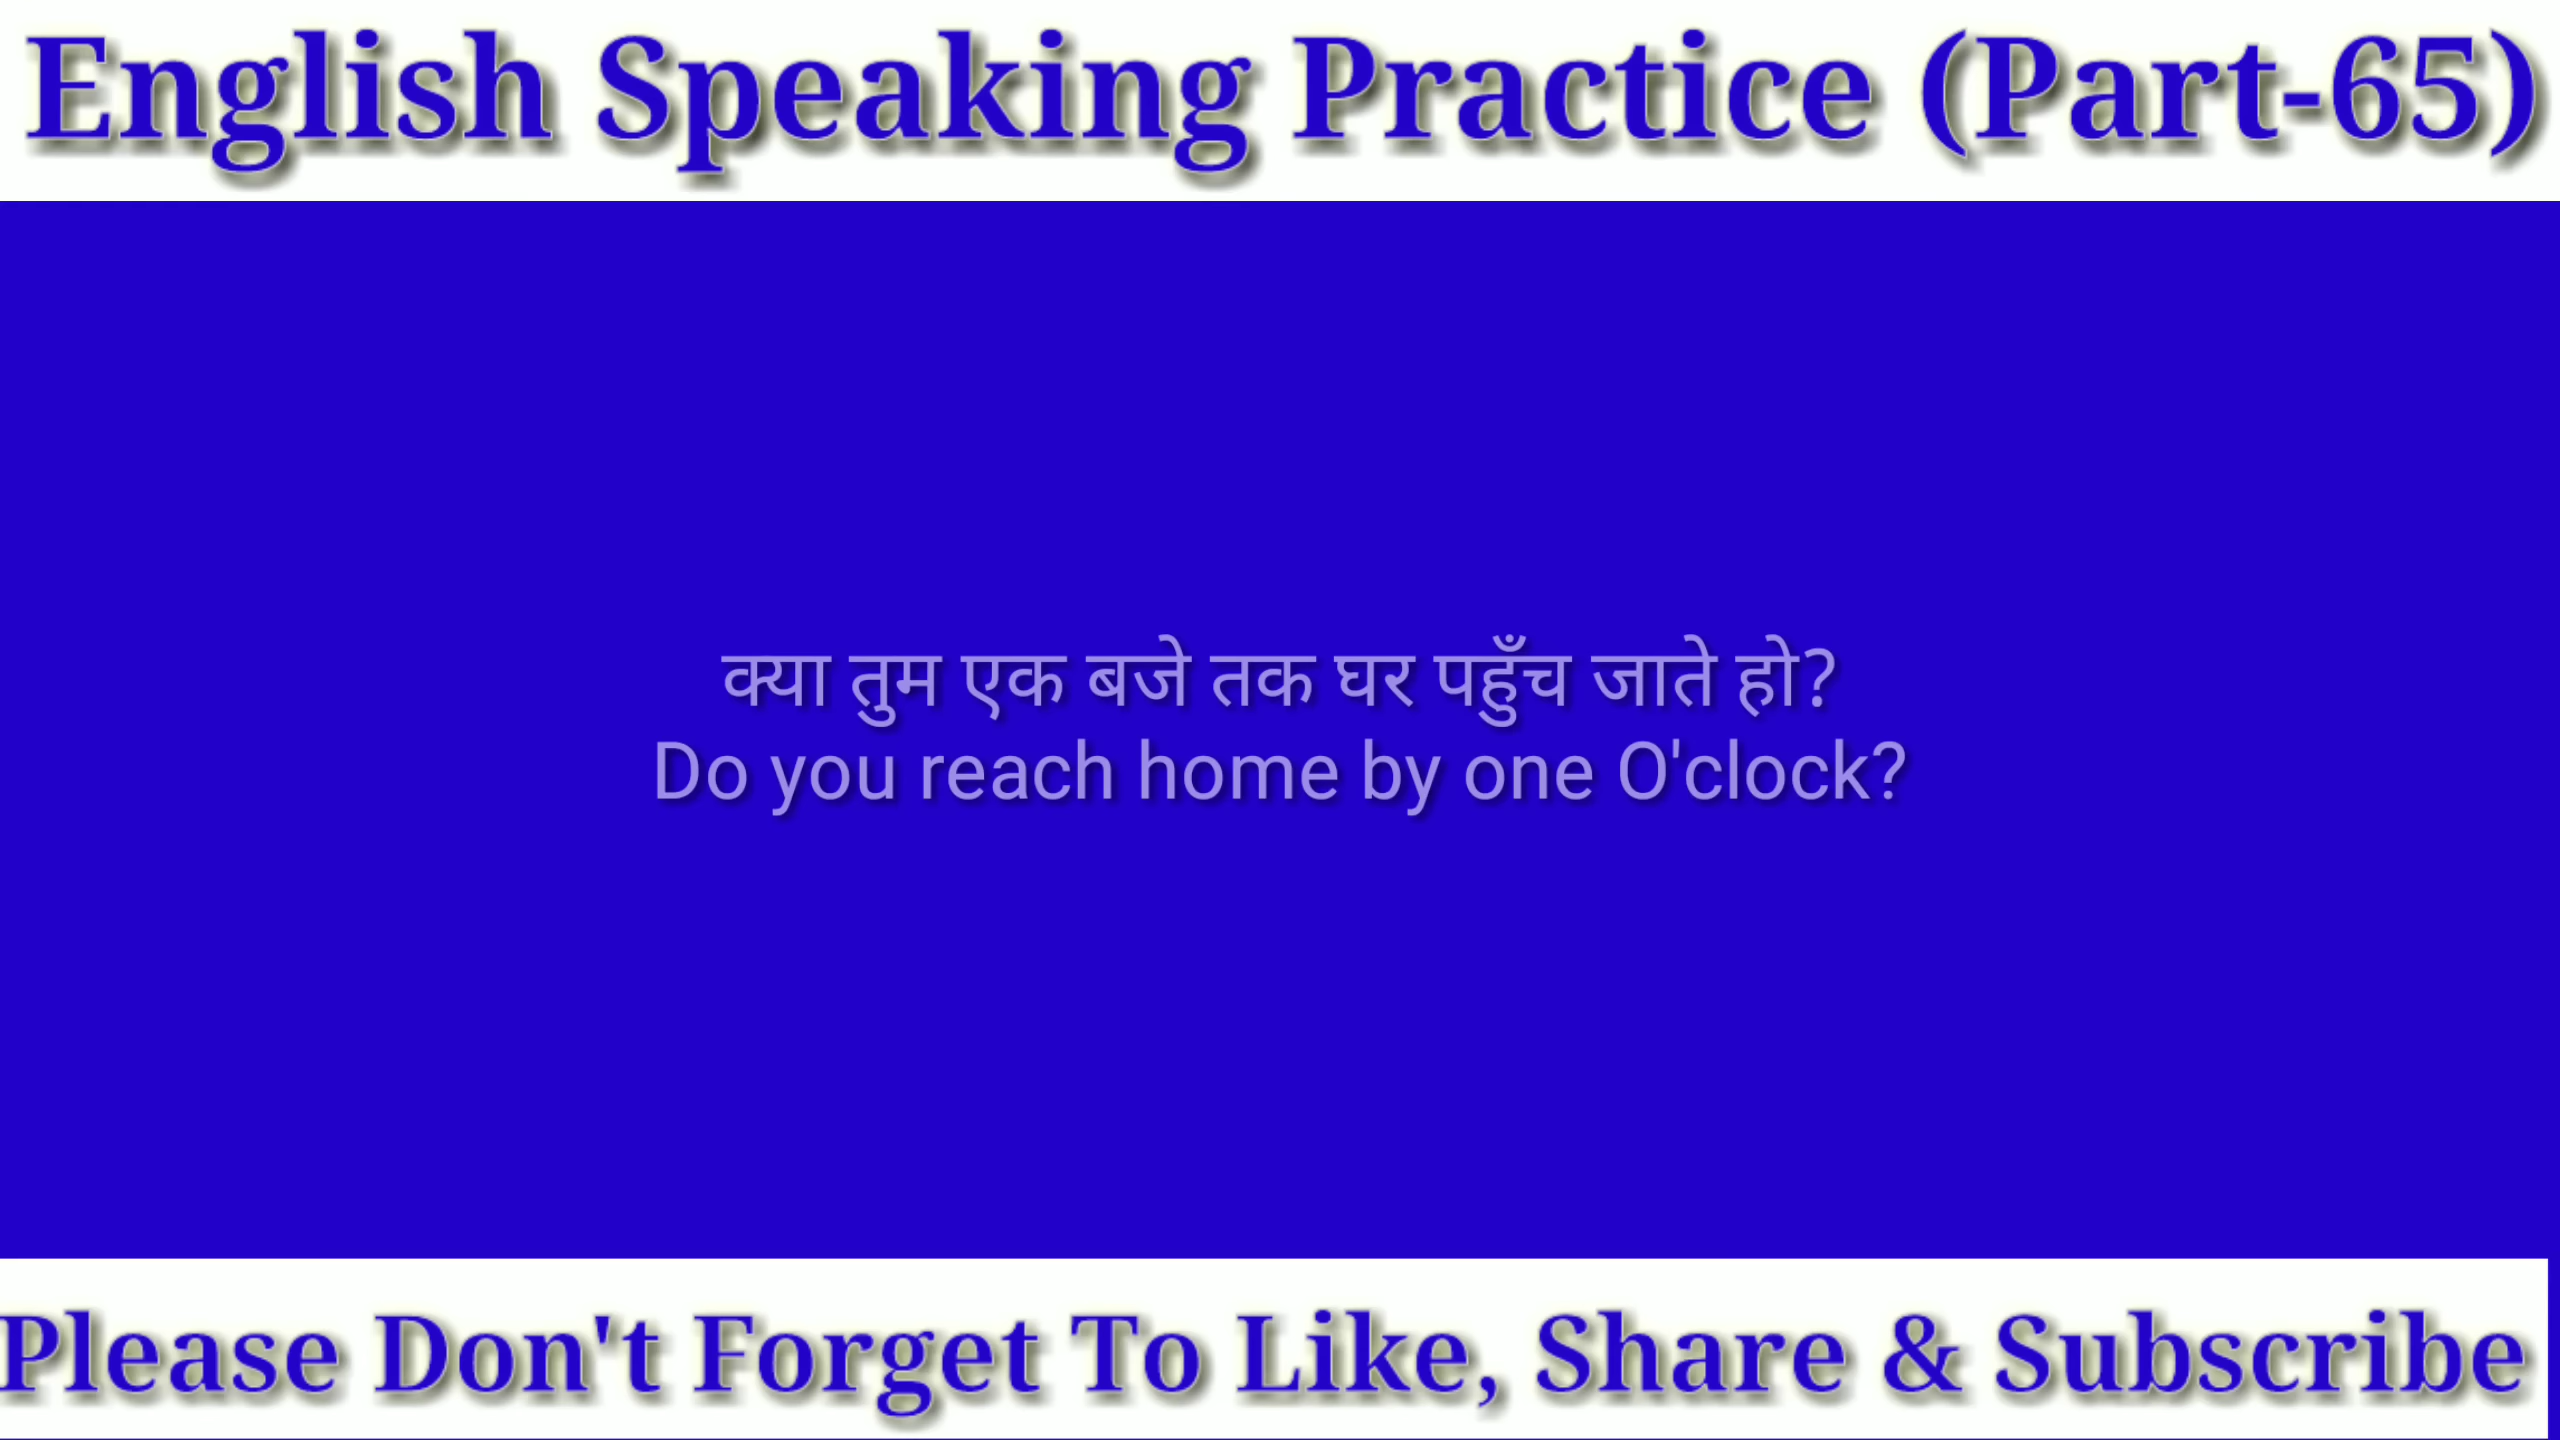 English Speaking Practice (Part-65)
क्या तुम एक बजे तक घर पहुँच जाते हो?
Do you reach home by one O'clock?
Please Don't Forget To Like, Share & Subscribe